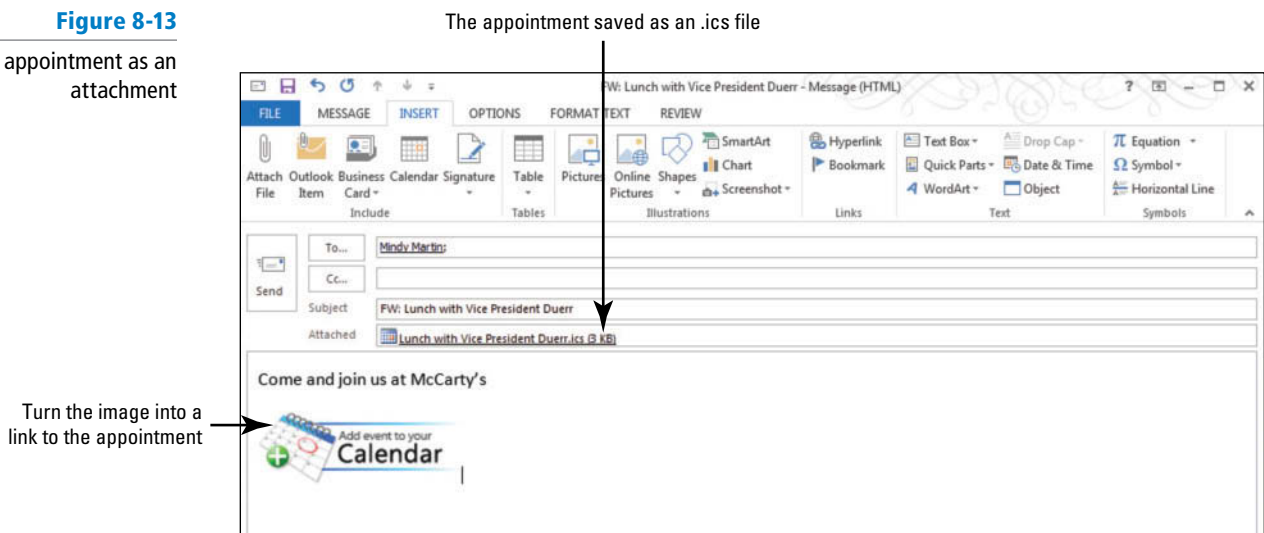 Figure 8-13
appointment as an
attachment
The appointment saved as an .ics file
FW: Lunch with Vice President Duerr - Message (HTML)
?
FILE MESSAGE INSERT OPTIONS FORMAT TEXT REVIEW
Attach File
Outlook Item
Business Card
Calendar
Signature
Include
Table
Tables
Pictures
Online Pictures
Shapes
SmartArt
Chart
Screenshot
Illustrations
Hyperlink
Bookmark
Links
Text Box
Quick Parts
WordArt
Drop Cap
Date & Time
Object
Text
π Equation
Ω Symbol
Horizontal Line
Symbols
Send
To... Mindy Martin;
Cc...
Subject FW: Lunch with Vice President Duerr
Attached Lunch with Vice President Duerr.ics (3 KB)
Come and join us at McCarty's
Turn the image into a
link to the appointment
Add event to your
Calendar